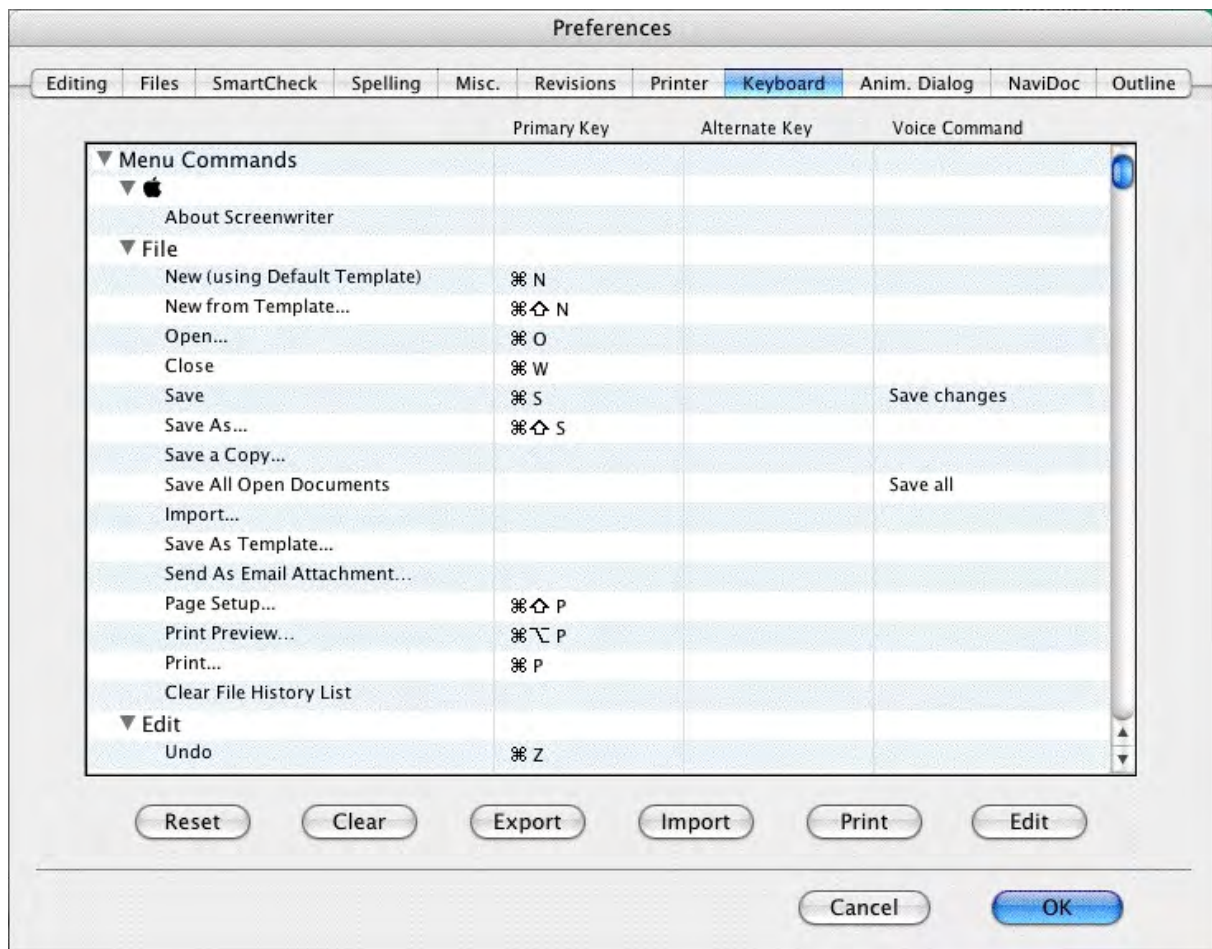 Preferences
Editing Files SmartCheck Spelling Misc. Revisions Printer Keyboard Anim. Dialog NaviDoc Outline
Primary Key Alternate Key Voice Command
Menu Commands
About Screenwriter
File
New (using Default Template) ⌘ N
New from Template... ⌘⇧ N
Open... ⌘ O
Close ⌘ W
Save ⌘ S Save changes
Save As... ⌘⇧ S
Save a Copy...
Save All Open Documents Save all
Import...
Save As Template...
Send As Email Attachment...
Page Setup... ⌘⇧ P
Print Preview... ⌘⌥ P
Print... ⌘ P
Clear File History List
Edit
Undo ⌘ Z
Reset Clear Export Import Print Edit
Cancel OK